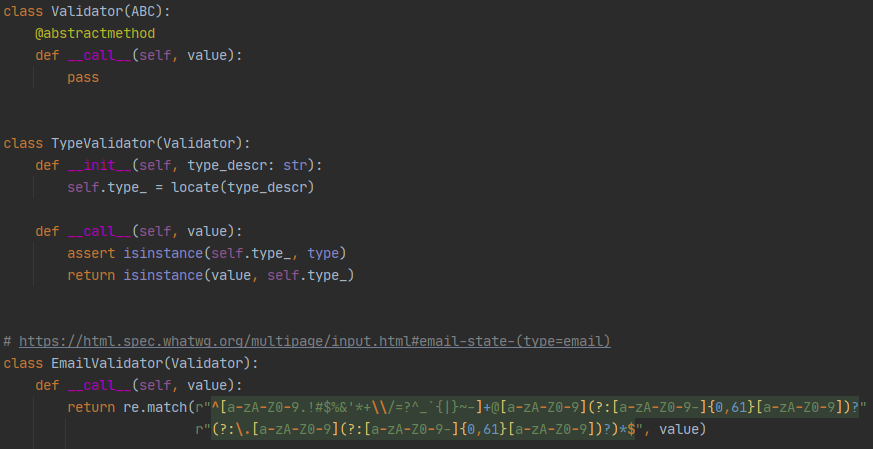 class Validator(ABC):
    @abstractmethod
    def __call__(self, value):
        pass
class TypeValidator(Validator):
    def __init__(self, type_descr: str):
        self.type_ = locate(type_descr)
    def __call__(self, value):
        assert isinstance(self.type_, type)
        return isinstance(value, self.type_)
# https://html.spec.whatwg.org/multipage/input.html#email-state-(type=email)
class EmailValidator(Validator):
    def __call__(self, value):
        return re.match(r"^[a-zA-Z0-9.!#$%&'*+\\/=?^_`{|}~-]+@[a-zA-Z0-9](?:[a-zA-Z0-9-]{0,61}[a-zA-Z0-9])?"
                        r"(?:\.[a-zA-Z0-9](?:[a-zA-Z0-9-]{0,61}[a-zA-Z0-9])?)*$", value)